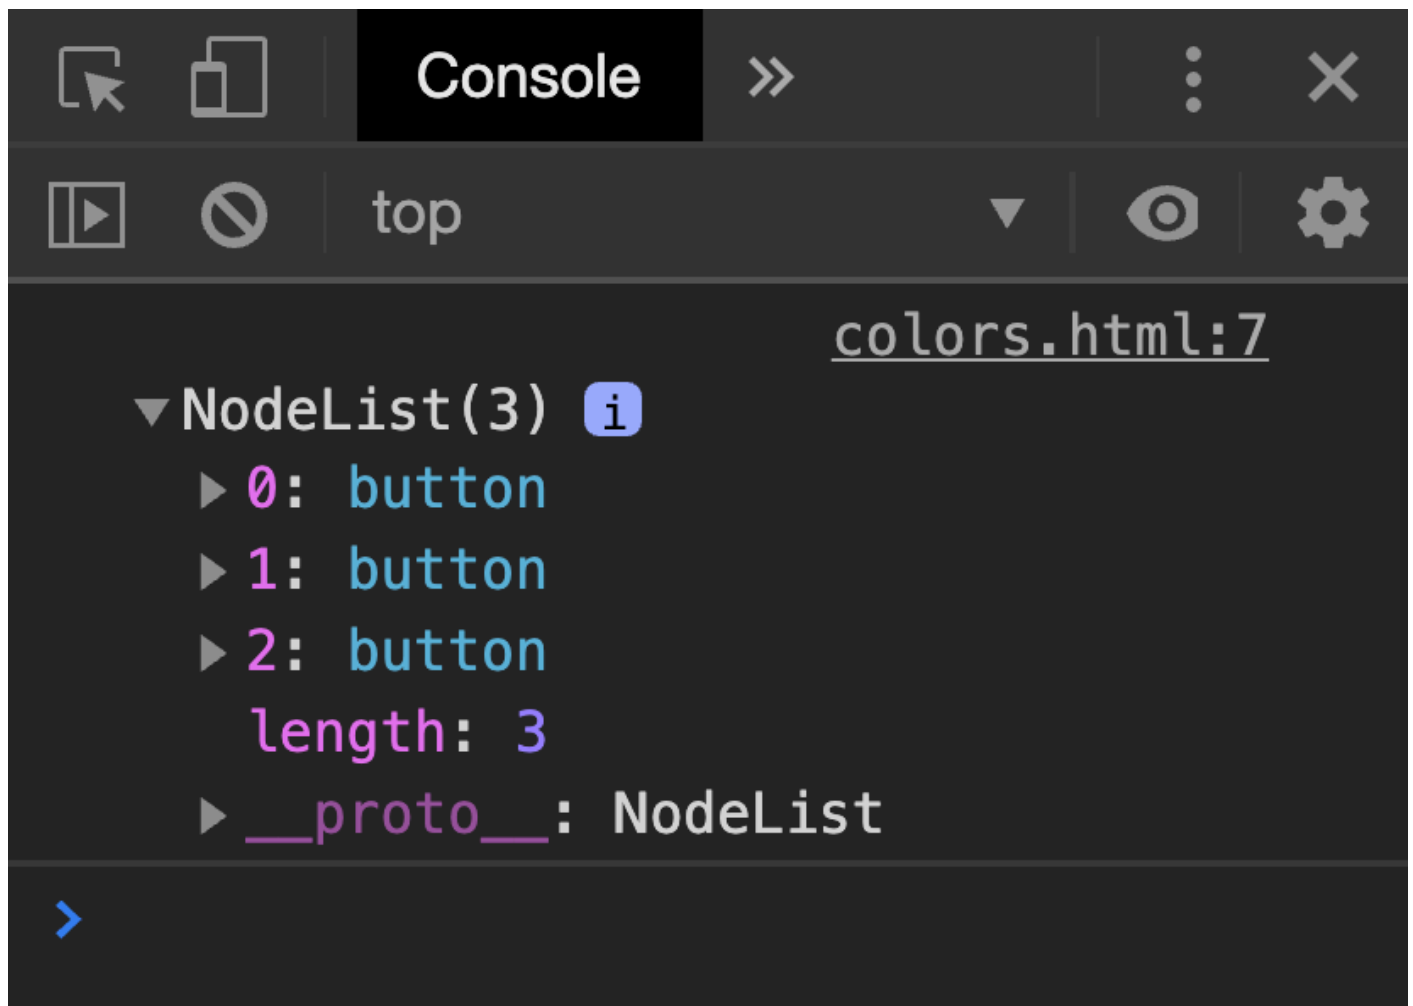 Console
top
colors.html:7
NodeList(3) i
0: button
1: button
2: button
length: 3
__proto__: NodeList